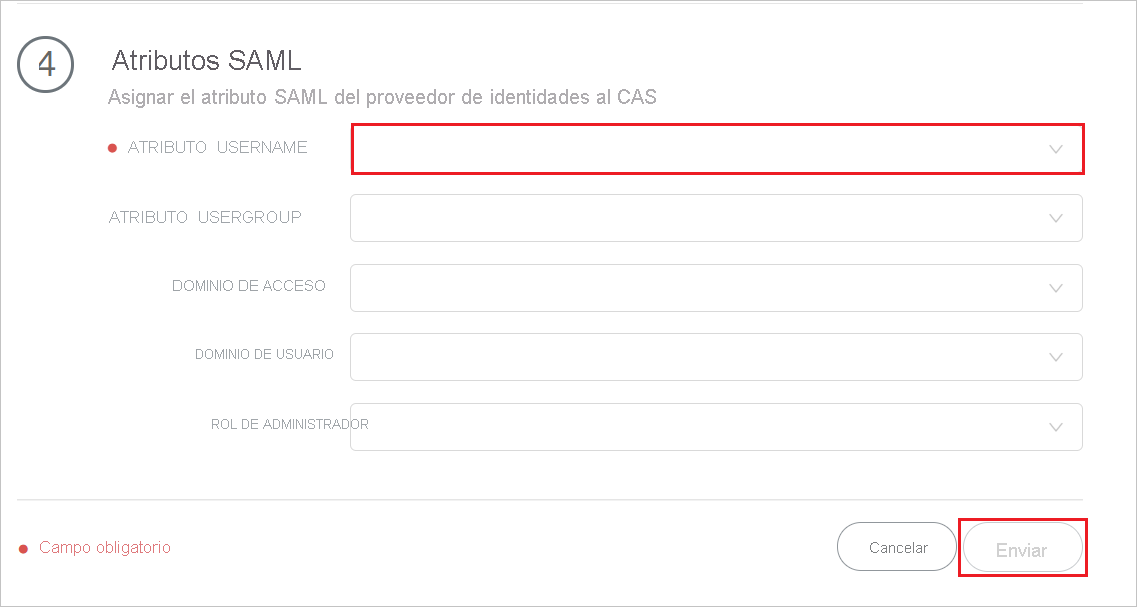 4
Atributos SAML
Asignar el atributo SAML del proveedor de identidades al CAS
ATRIBUTO USERNAME
ATRIBUTO USERGROUP
DOMINIO DE ACCESO
DOMINIO DE USUARIO
ROL DE ADMINISTRADOR
Campo obligatorio
Cancelar
Enviar